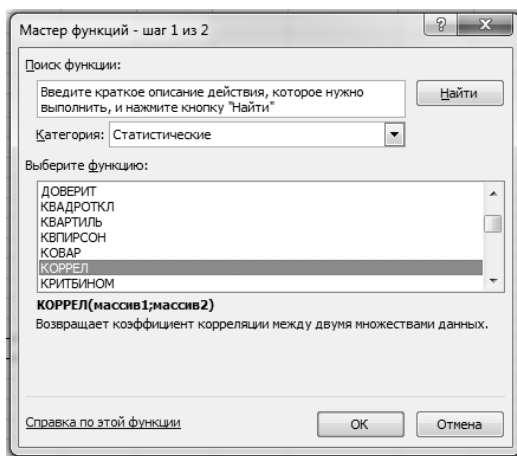 Мастер функций - шаг 1 из 2
Поиск функции:
Введите краткое описание действия, которое нужно
выполнить, и нажмите кнопку "Найти"
Найти
Категория: Статистические
Выберите функцию:
ДОВЕРИТ
КВАДРОТКЛ
КВАРТИЛЬ
КВПИРСОН
КОВАР
КОРРЕЛ
КРИТБИНОМ
КОРРЕЛ(массив1;массив2)
Возвращает коэффициент корреляции между двумя множествами данных.
Справка по этой функции
ОК
Отмена